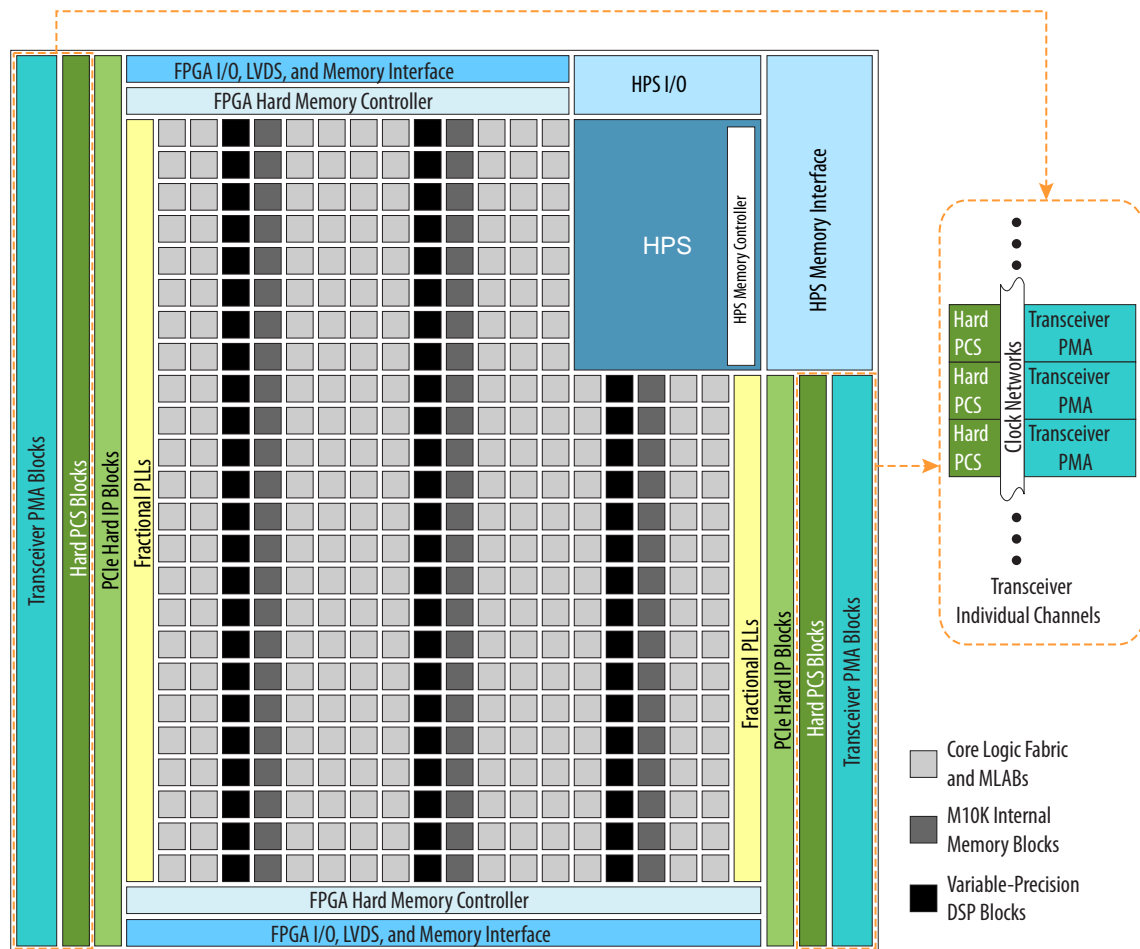 FPGA I/O, LVDS, and Memory Interface
FPGA Hard Memory Controller
HPS I/O
HPS Memory Interface
HPS
HPS Memory Controller
Transceiver PMA Blocks
Hard PCS Blocks
PCIe Hard IP Blocks
Fractional PLLs
Fractional PLLs
PCIe Hard IP Blocks
Hard PCS Blocks
Transceiver PMA Blocks
FPGA Hard Memory Controller
FPGA I/O, LVDS, and Memory Interface
Hard
PCS
Hard
PCS
Hard
PCS
Clock Networks
Transceiver
PMA
Transceiver
PMA
Transceiver
PMA
Transceiver
Individual Channels
Core Logic Fabric
and MLABs
M10K Internal
Memory Blocks
Variable-Precision
DSP Blocks